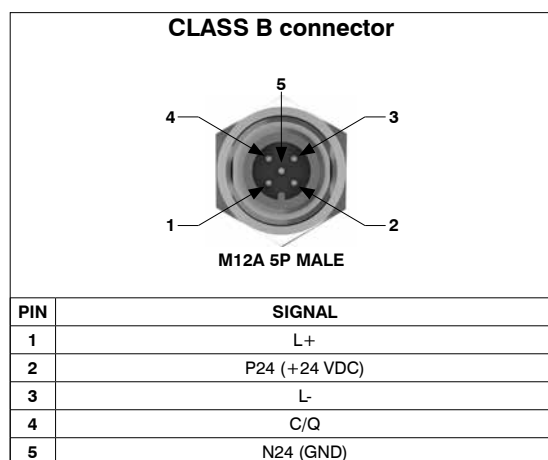 CLASS B connector
5
4 3
1 2
M12A 5P MALE
PIN SIGNAL
1 L+
2 P24 (+24 VDC)
3 L-
4 C/Q
5 N24 (GND)